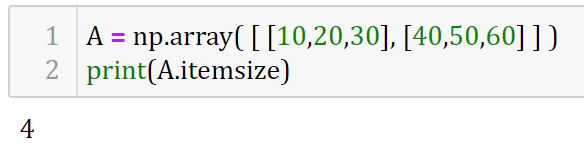 1 A = np.array( [ [10,20,30], [40,50,60] ] )
2 print(A.itemsize)
4